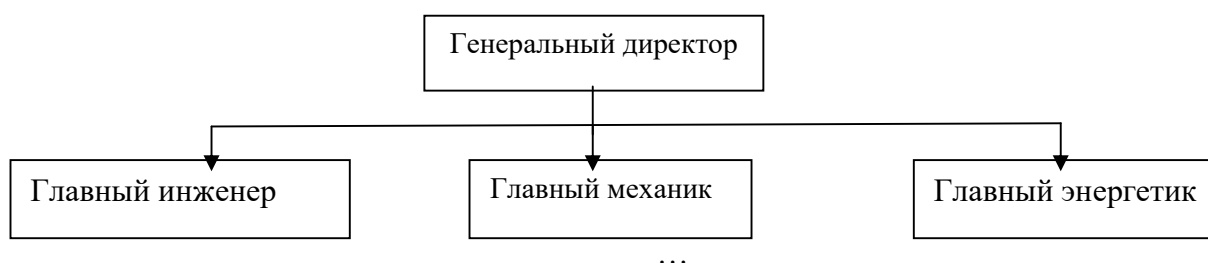 Генеральный директор
Главный инженер
Главный механик
Главный энергетик
...